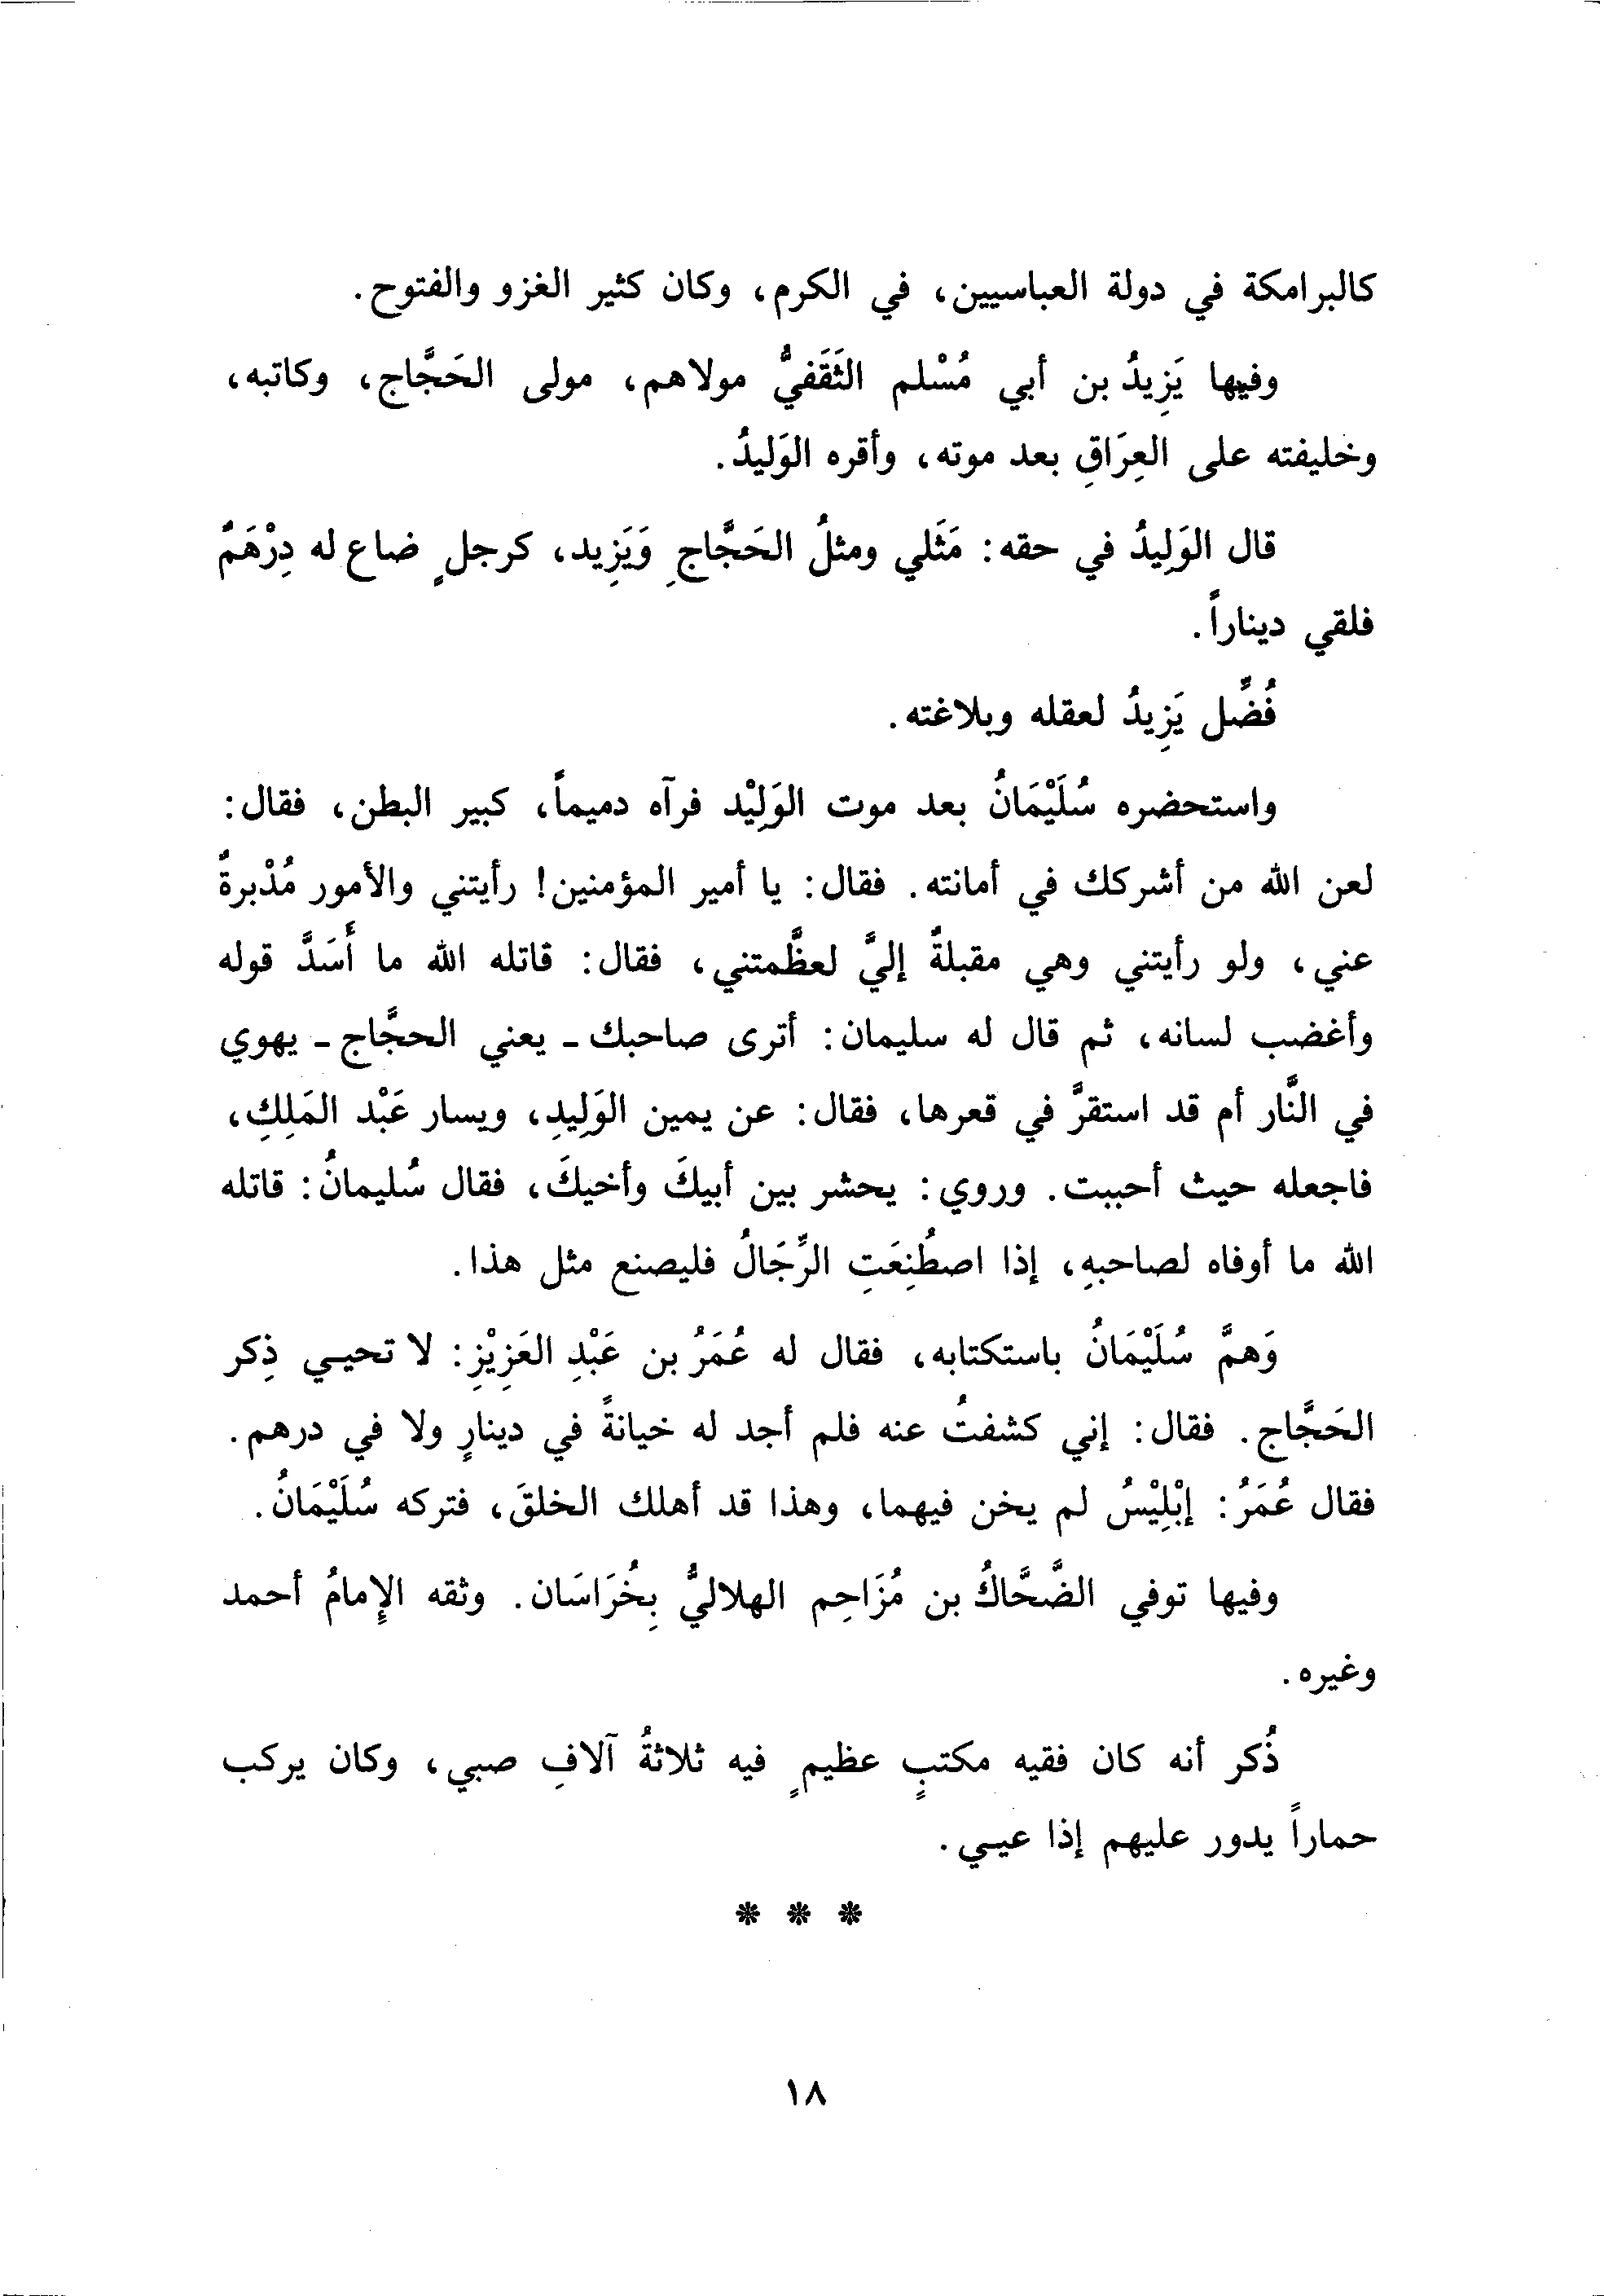 كالبرامكة في دولة العباسيين، في الكرم، وكان كثير الغزو والفتوح.
وفيها يَزِيدُ بن أبي مُسْلم الثَقَفيُّ مولاهم، مولى الحَجَّاج، وكاتبه،
وخليفته على العِرَاقِ بعد موته، وأقره الوَليدُ.
قال الوَلِيدُ في حقه: مَثَلي ومثلُ الحَجَّاجِ وَيَزِيد، كرجلٍ ضاع له دِرْهَمٌ
فلقي ديناراً.
فُضِّل يَزِيدُ لعقله وبلاغته.
واستحضره سُلَيْمَانُ بعد موت الوَلِيْد فرآه دميماً، كبير البطن، فقال:
لعن الله من أشركك في أمانته. فقال: يا أمير المؤمنين! رأيتني والأمور مُدْبرةٌ
عني، ولو رأيتني وهي مقبلةٌ إليَّ لعظَّمتني، فقال: قاتله الله ما أَسَدَّ قوله
وأغضب لسانه، ثم قال له سليمان: أترى صاحبك ـ يعني الحجَّاج ـ يهوي
في النَّار أم قد استقرَّ في قعرها، فقال: عن يمين الوَلِيدِ، ويسار عَبْد المَلِكِ،
فاجعله حيث أحببت. وروي: يحشر بين أبيكَ وأخيكَ، فقال سُليمانُ: قاتله
الله ما أوفاه لصاحبهِ، إذا اصطُنِعَتِ الرِّجَالُ فليصنع مثل هذا.
وَهمَّ سُلَيْمَانُ باستكتابه، فقال له عُمَرُ بن عَبْدِ العَزِيْزِ: لا تحيي ذِكر
الحَجَّاج. فقال: إني كشفتُ عنه فلم أجد له خيانةً في دينارٍ ولا في درهم.
فقال عُمَرُ: إبْلِيْسُ لم يخن فيهما، وهذا قد أهلك الخلقَ، فتركه سُلَيْمَانُ.
وفيها توفي الضَّحَّاكُ بن مُزَاحِم الهلاليُّ بِخُرَاسَان. وثقه الإِمامُ أحمد
وغيره.
ذُكر أنه كان فقيه مكتبٍ عظيمٍ فيه ثلاثةُ آلافِ صبي، وكان يركب
حماراً يدور عليهم إذا عيي.
* * *
١٨